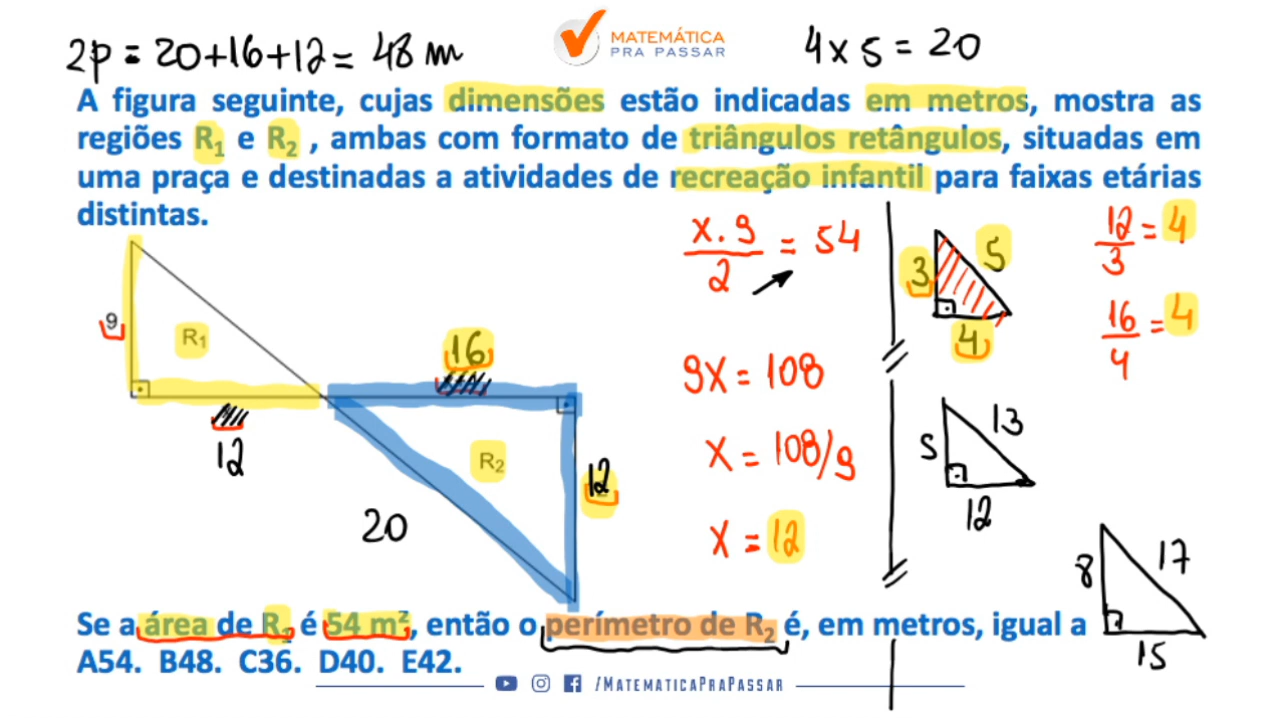 2p = 20+16+12 = 48 m
MATEMÁTICA
PRA PASSAR
4 x 5 = 20
A figura seguinte, cujas dimensões estão indicadas em metros, mostra as
regiões R₁ e R₂ , ambas com formato de triângulos retângulos, situadas em
uma praça e destinadas a atividades de recreação infantil para faixas etárias
distintas.
9
R₁
12
16
R₂
12
20
x . 9
2
= 54
9x = 108
x = 108/9
x = 12
3
5
4
12
3
= 4
16
4
= 4
5
13
12
8
17
15
Se a área de R₁ é 54 m², então o perímetro de R₂ é, em metros, igual a
A54. B48. C36. D40. E42.
/MATEMATICAPRAPASSAR